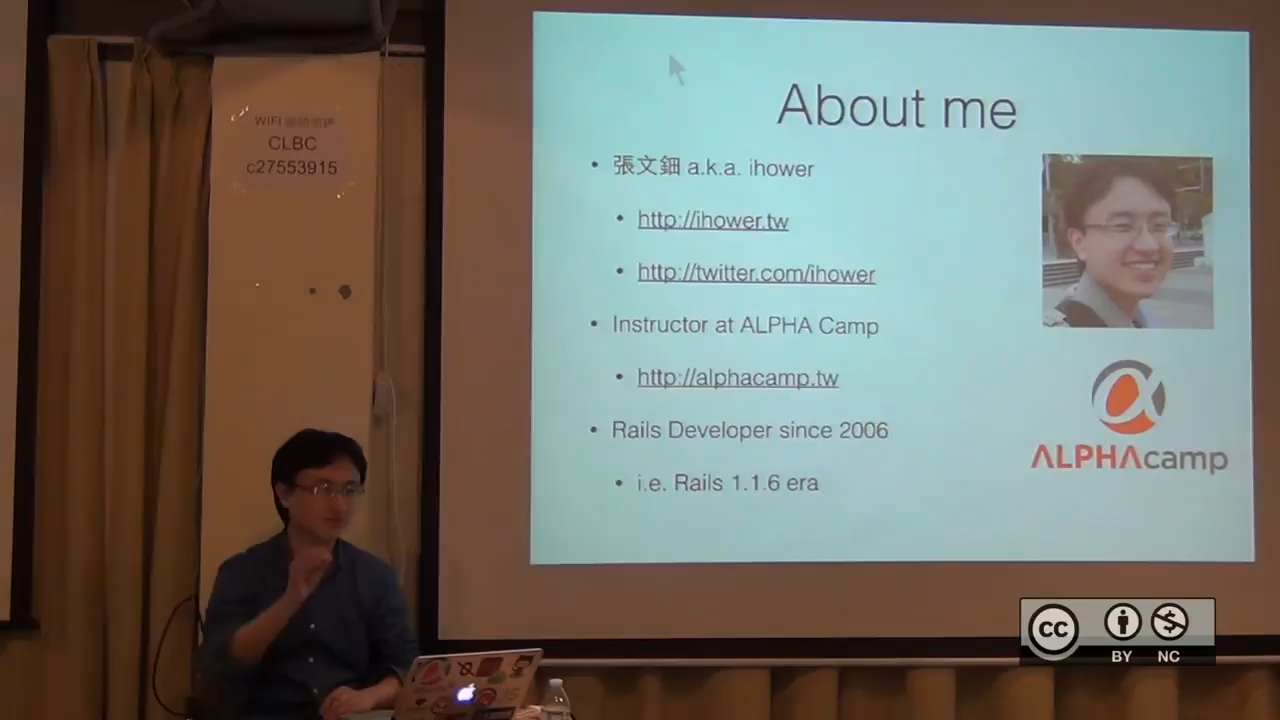 WIFI
CLBC
c27553915
About me
• 張文鈿 a.k.a. ihower
• http://ihower.tw
• http://twitter.com/ihower
• Instructor at ALPHA Camp
• http://alphacamp.tw
• Rails Developer since 2006
• i.e. Rails 1.1.6 era
ALPHAcamp
CC
BY NC